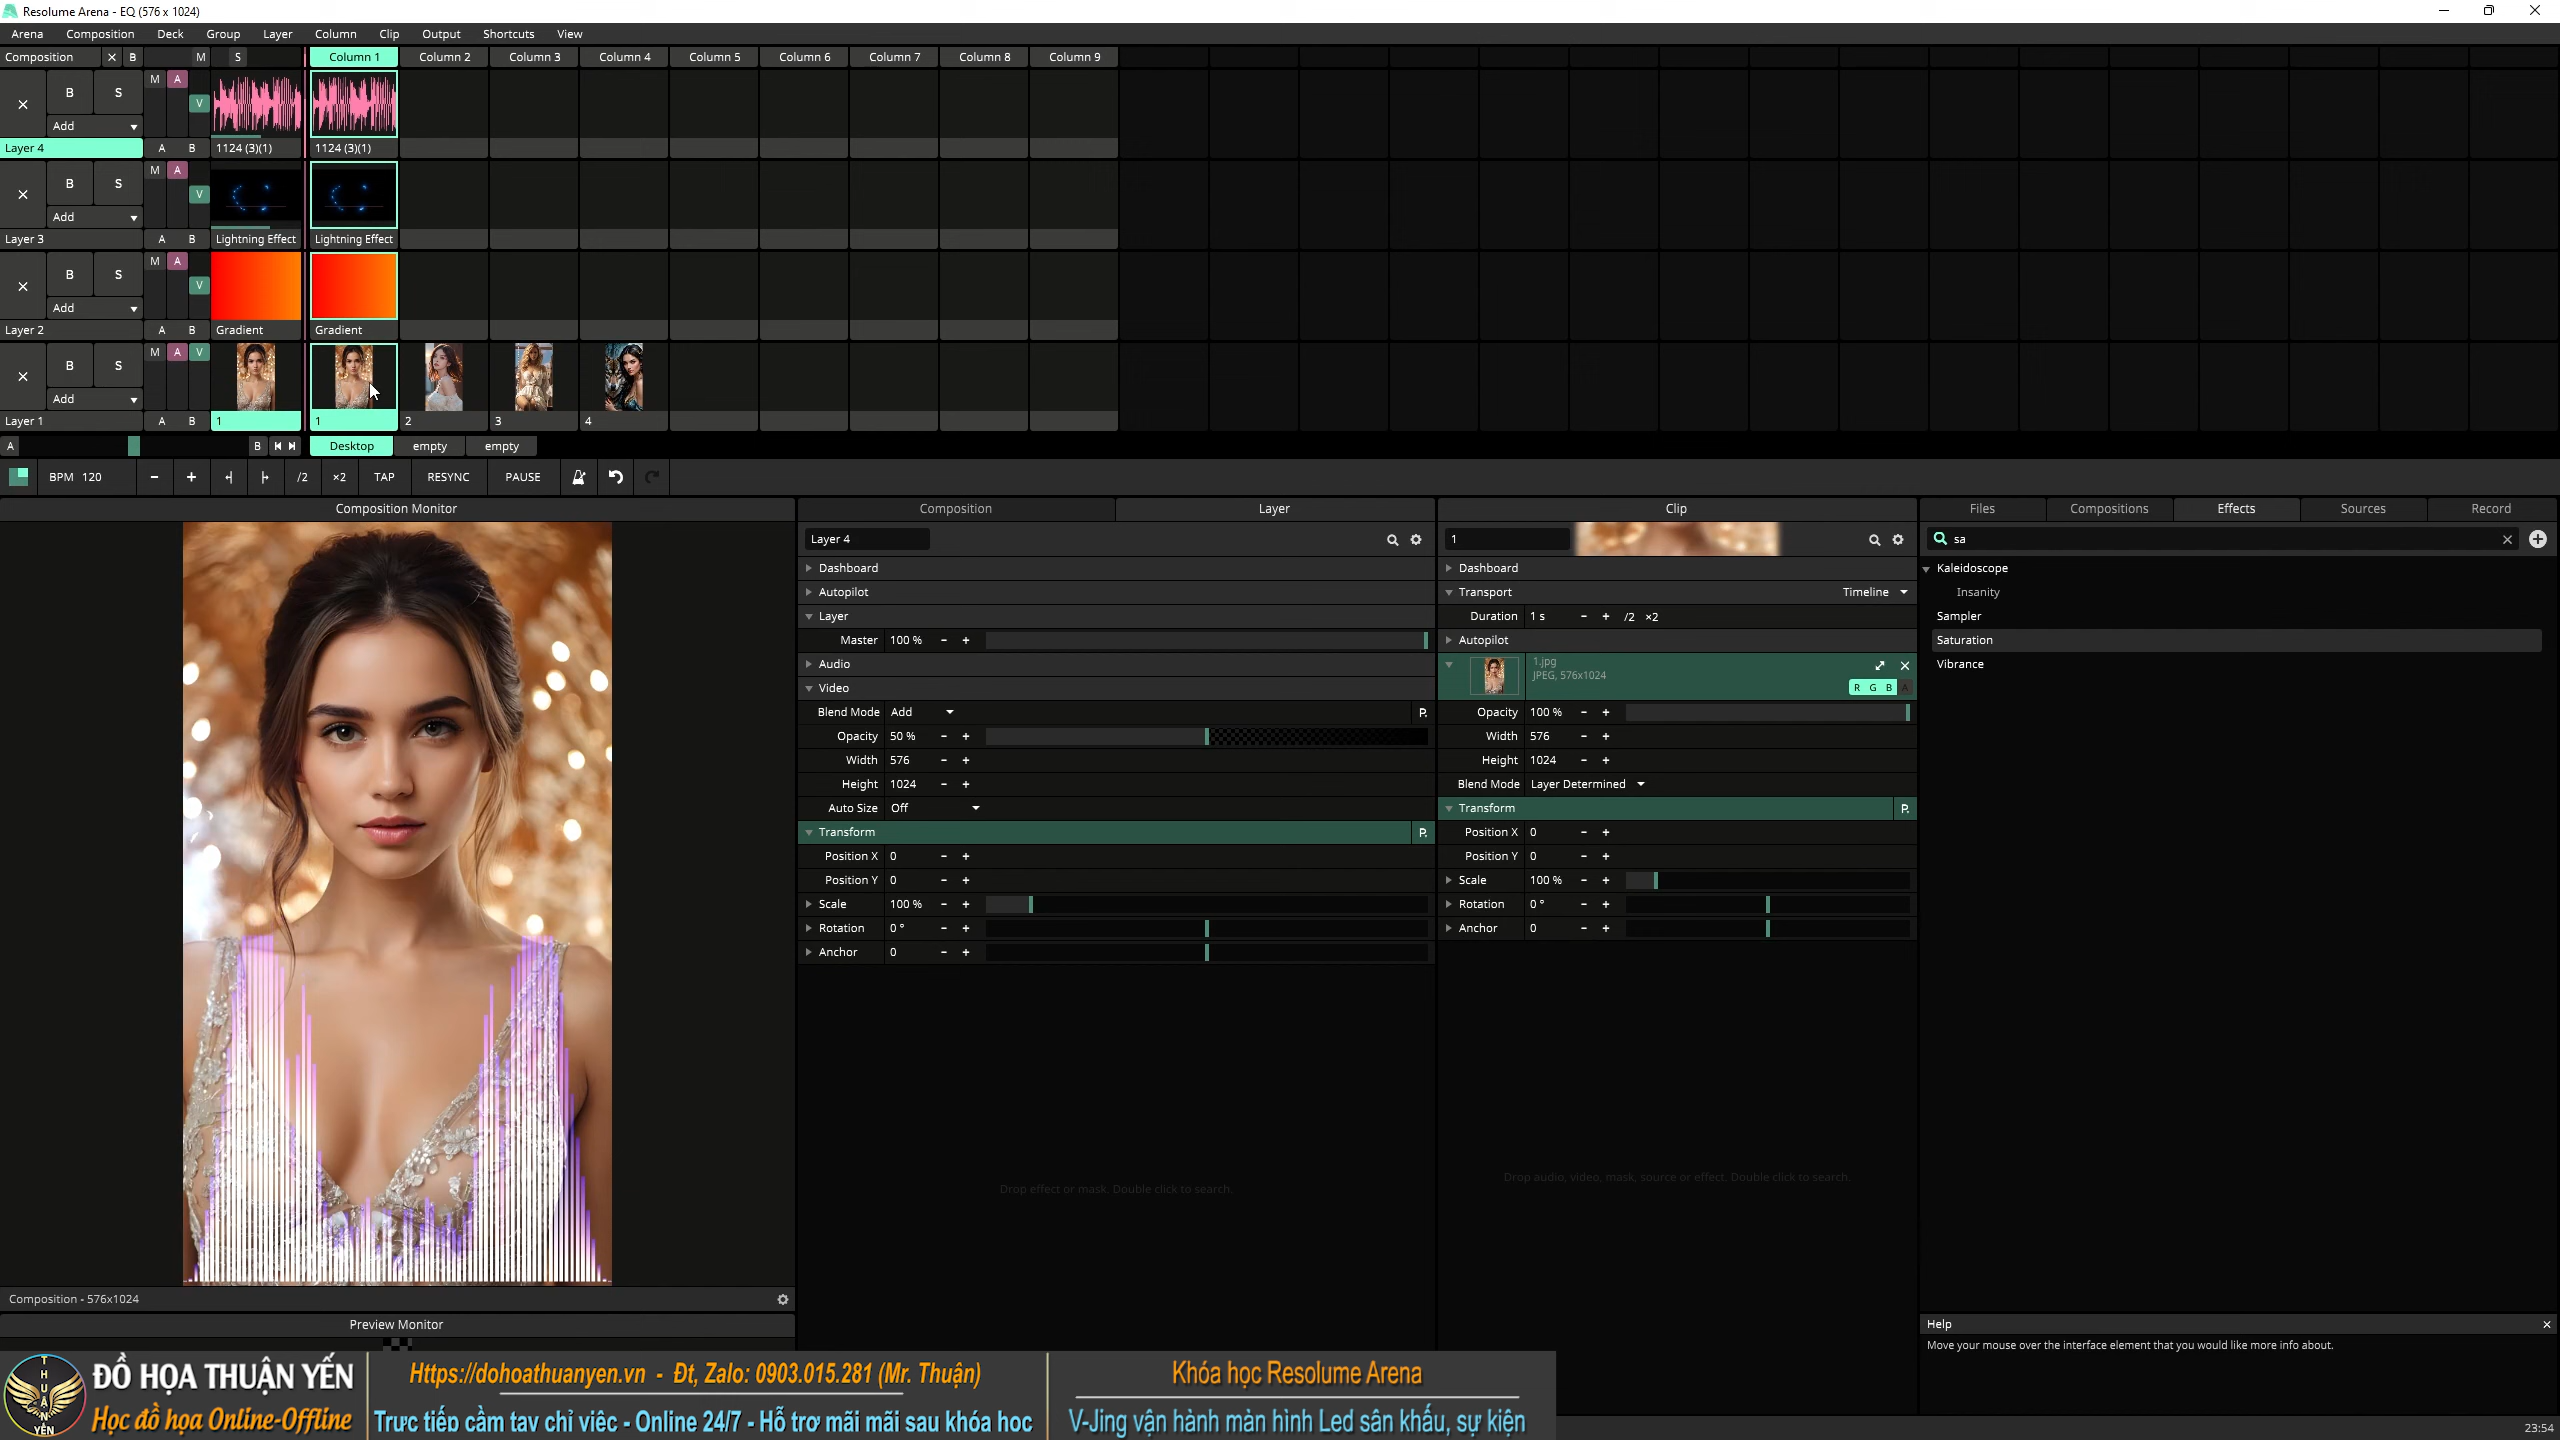 Resolume Arena - EQ (576 x 1024)
Arena Composition Deck Group Layer Column Clip Output Shortcuts View
Composition B M S Column 1 Column 2 Column 3 Column 4 Column 5 Column 6 Column 7 Column 8 Column 9
B S M A V
Add
Layer 4 A B 1124 (3)(1) 1124 (3)(1)
B S M A V
Add
Layer 3 A B Lightning Effect Lightning Effect
B S M A V
Add
Layer 2 A B Gradient Gradient
B S M A V
Add
Layer 1 A B 1 1 2 3 4
A B Desktop empty empty
BPM 120 - + /2 ×2 TAP RESYNC PAUSE
Composition Monitor
Composition - 576x1024
Preview Monitor
Composition Layer
Layer 4
Dashboard
Autopilot
Layer
Master 100 % - +
Audio
Video
Blend Mode Add P.
Opacity 50 % - +
Width 576 - +
Height 1024 - +
Auto Size Off
Transform P.
Position X 0 - +
Position Y 0 - +
Scale 100 % - +
Rotation 0 ° - +
Anchor 0 - +
Drop effect or mask. Double click to search.
Clip
1
Dashboard
Transport Timeline
Duration 1 s - + /2 ×2
Autopilot
1.jpg
JPEG, 576x1024
R G B A
Opacity 100 % - +
Width 576 - +
Height 1024 - +
Blend Mode Layer Determined
Transform P.
Position X 0 - +
Position Y 0 - +
Scale 100 % - +
Rotation 0 ° - +
Anchor 0 - +
Drop audio, video, mask, source or effect. Double click to search.
Files Compositions Effects Sources Record
sa
Kaleidoscope
Insanity
Sampler
Saturation
Vibrance
Help
Move your mouse over the interface element that you would like more info about.
23:54
THUẬN
YẾN
ĐỒ HỌA THUẬN YẾN
Học đồ họa Online-Offline
Https://dohoathuanyen.vn - Đt, Zalo: 0903.015.281 (Mr. Thuận)
Trực tiếp cầm tay chỉ việc - Online 24/7 - Hỗ trợ mãi mãi sau khóa học
Khóa học Resolume Arena
V-Jing vận hành màn hình Led sân khấu, sự kiện